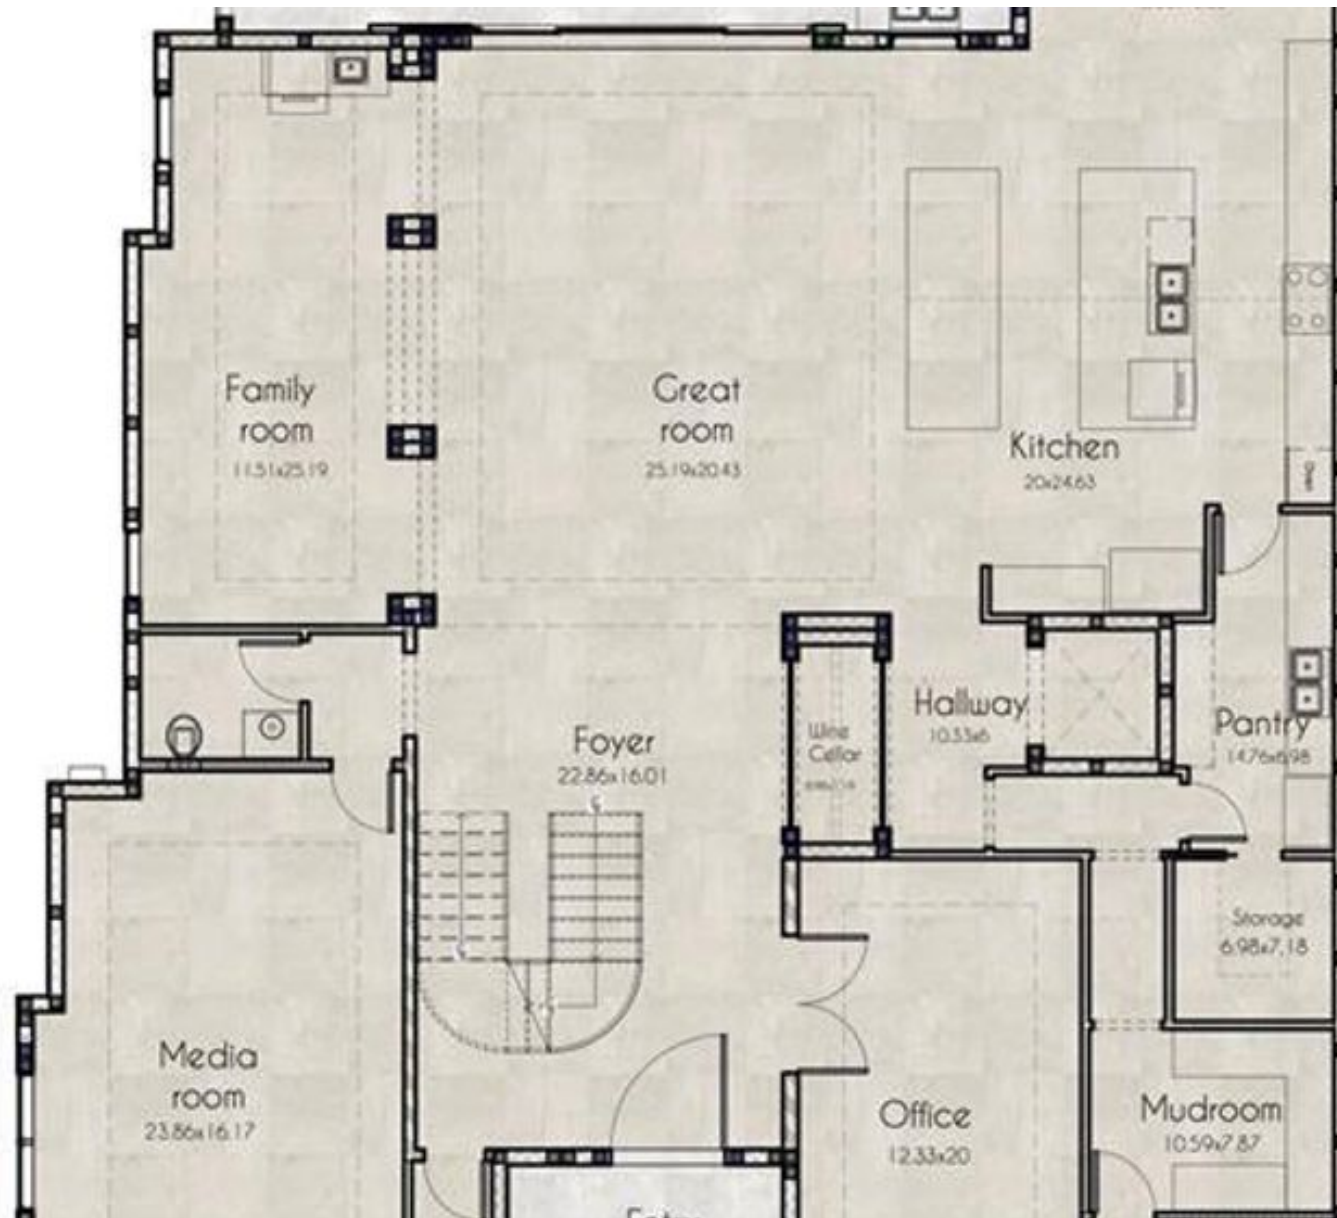 Family
room
11.51x25.19
Great
room
25.19x20.43
Kitchen
20x24.63
Oven
Hallway
10.33x6
Wine
Cellar
Pantry
14.76x6.98
Foyer
22.86x16.01
Storage
6.98x7.18
Media
room
23.86x16.17
Office
12.33x20
Mudroom
10.59x7.87